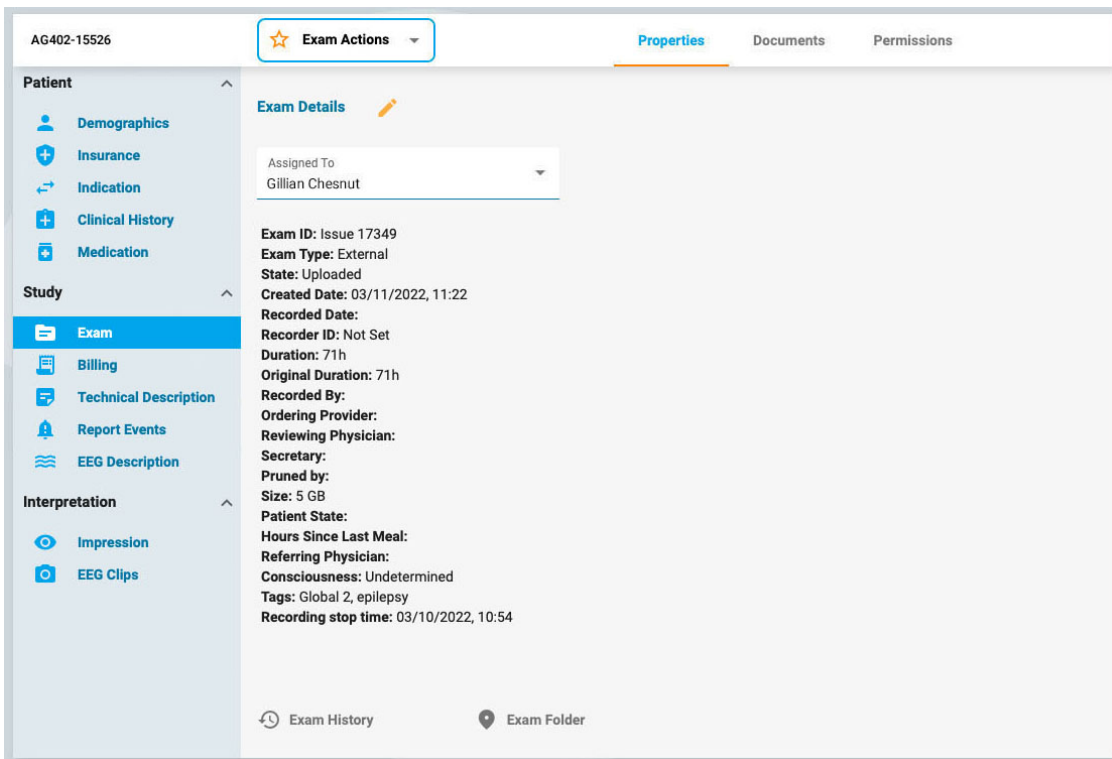 AG402-15526
Exam Actions
Properties Documents Permissions
Patient
Demographics
Insurance
Indication
Clinical History
Medication
Study
Exam
Billing
Technical Description
Report Events
EEG Description
Interpretation
Impression
EEG Clips
Exam Details
Assigned To
Gillian Chesnut
Exam ID: Issue 17349
Exam Type: External
State: Uploaded
Created Date: 03/11/2022, 11:22
Recorded Date:
Recorder ID: Not Set
Duration: 71h
Original Duration: 71h
Recorded By:
Ordering Provider:
Reviewing Physician:
Secretary:
Pruned by:
Size: 5 GB
Patient State:
Hours Since Last Meal:
Referring Physician:
Consciousness: Undetermined
Tags: Global 2, epilepsy
Recording stop time: 03/10/2022, 10:54
Exam History Exam Folder